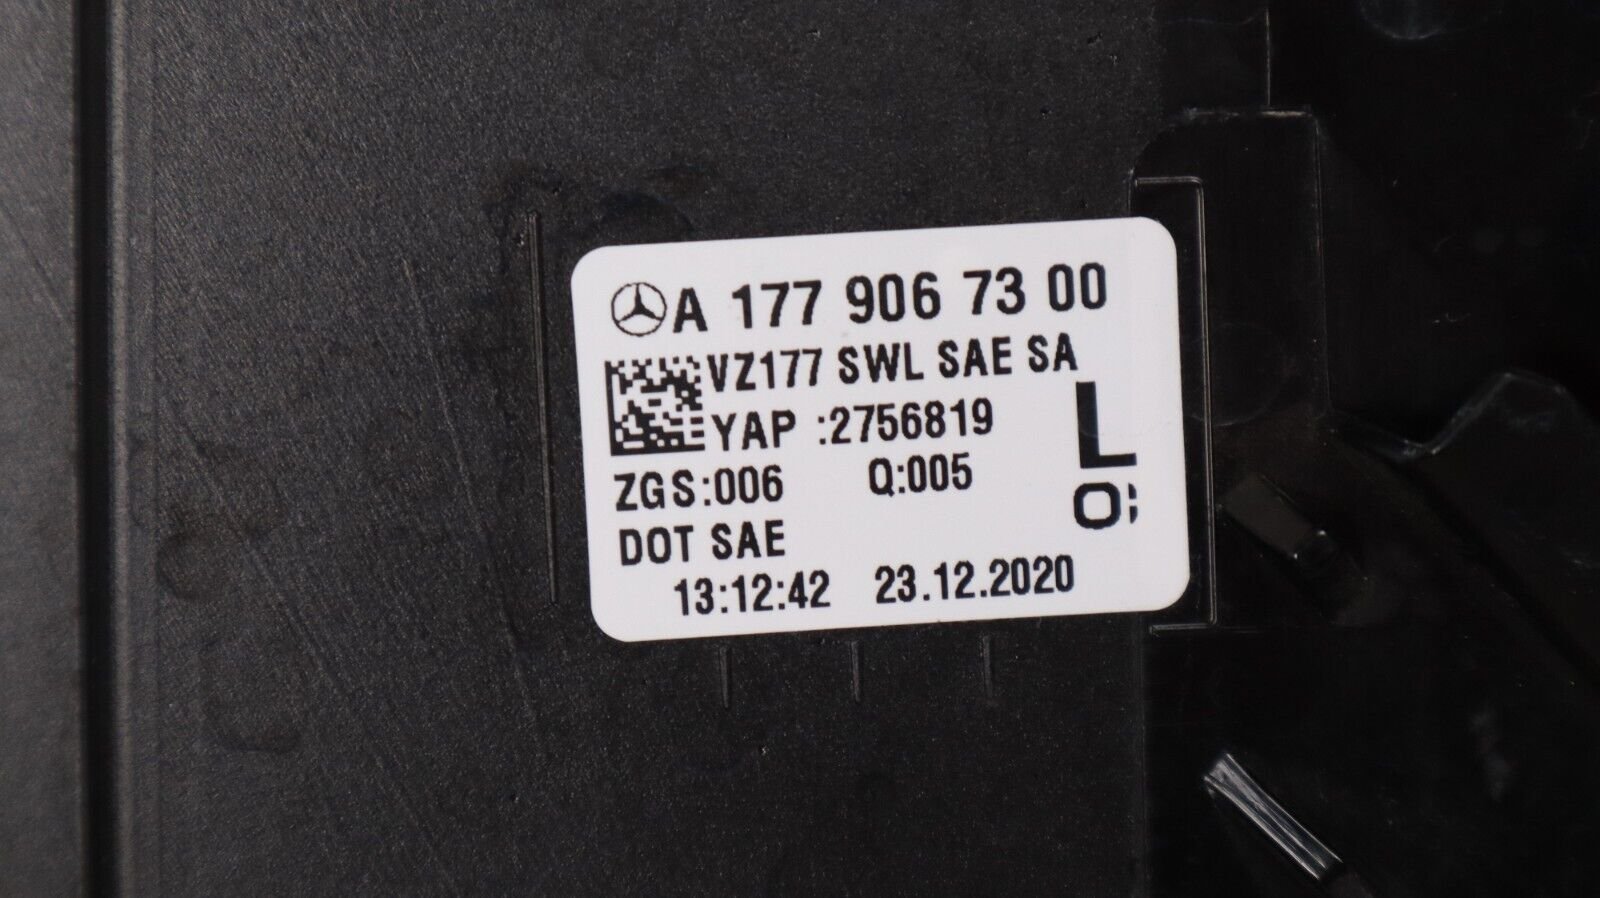 A 177 906 73 00
VZ177 SWL SAE SA
YAP :2756819
L
ZGS:006 Q:005
O;
DOT SAE
13:12:42 23.12.2020